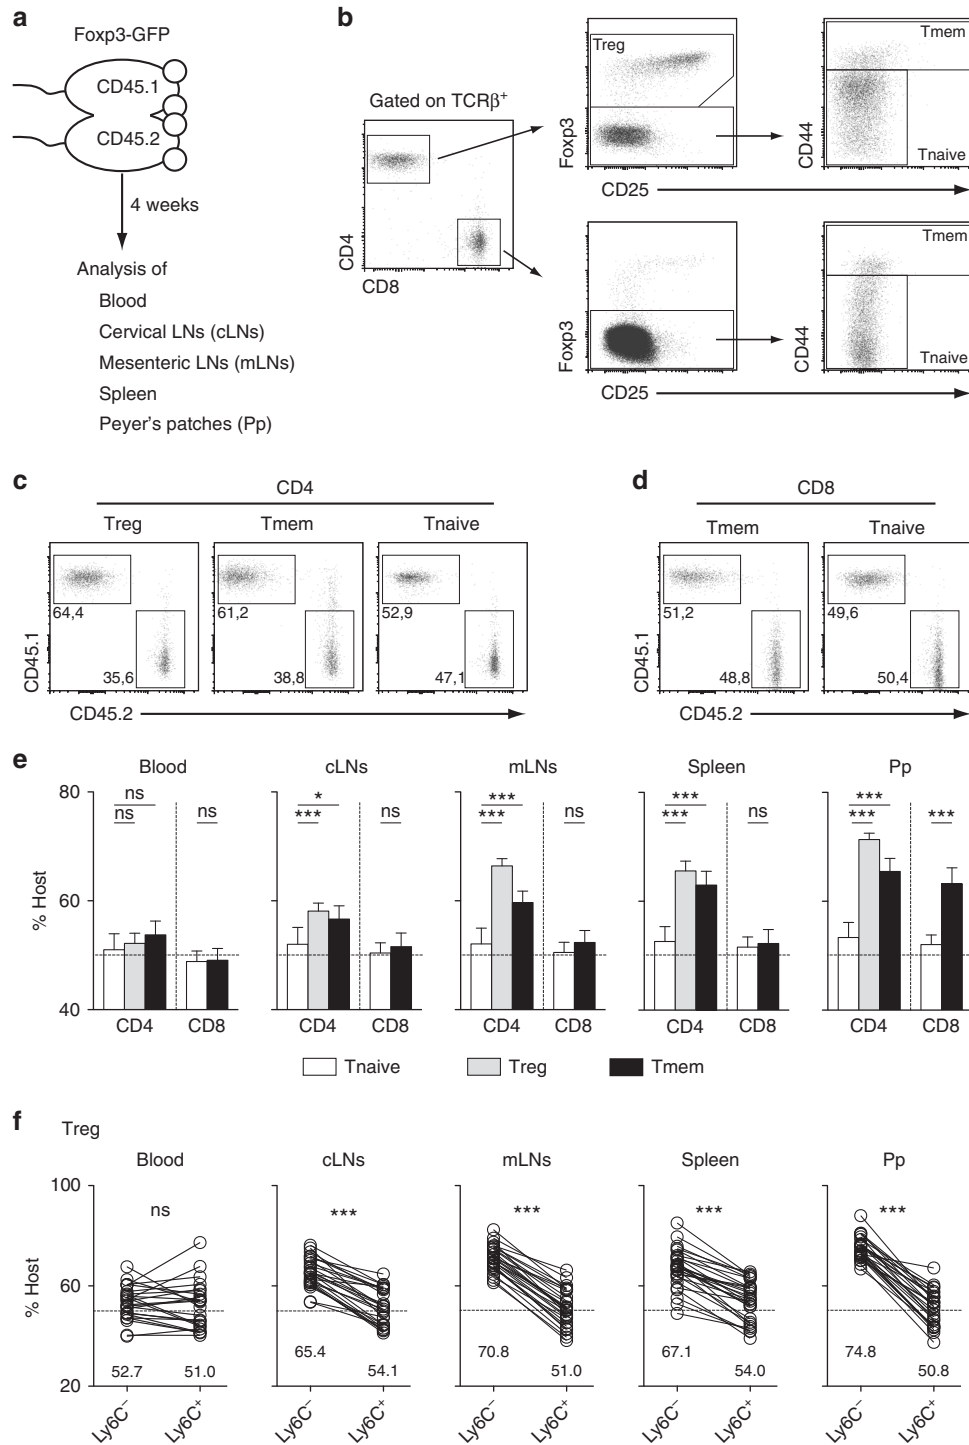 a
Foxp3-GFP
CD45.1
CD45.2
4 weeks
Analysis of
Blood
Cervical LNs (cLNs)
Mesenteric LNs (mLNs)
Spleen
Peyer's patches (Pp)
b
Gated on TCRβ+
CD4
CD8
Treg
Foxp3
CD25
Tmem
CD44
Tnaive
Foxp3
CD25
Tmem
CD44
Tnaive
c
CD4
Treg
Tmem
Tnaive
64,4
61,2
52,9
35,6
38,8
47,1
CD45.1
CD45.2
d
CD8
Tmem
Tnaive
51,2
49,6
48,8
50,4
CD45.1
CD45.2
e
Blood
cLNs
mLNs
Spleen
Pp
80
60
40
% Host
ns
ns
ns
*
***
ns
***
***
ns
***
***
ns
***
***
***
CD4 CD8
CD4 CD8
CD4 CD8
CD4 CD8
CD4 CD8
Tnaive
Treg
Tmem
f
Treg
Blood
cLNs
mLNs
Spleen
Pp
100
60
20
% Host
ns
***
***
***
***
52.7 51.0
65.4 54.1
70.8 51.0
67.1 54.0
74.8 50.8
Ly6C− Ly6C+
Ly6C− Ly6C+
Ly6C− Ly6C+
Ly6C− Ly6C+
Ly6C− Ly6C+